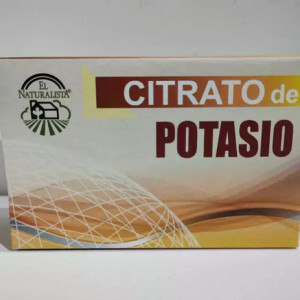 EL
NATURALISTA®
CITRATO de
POTASIO